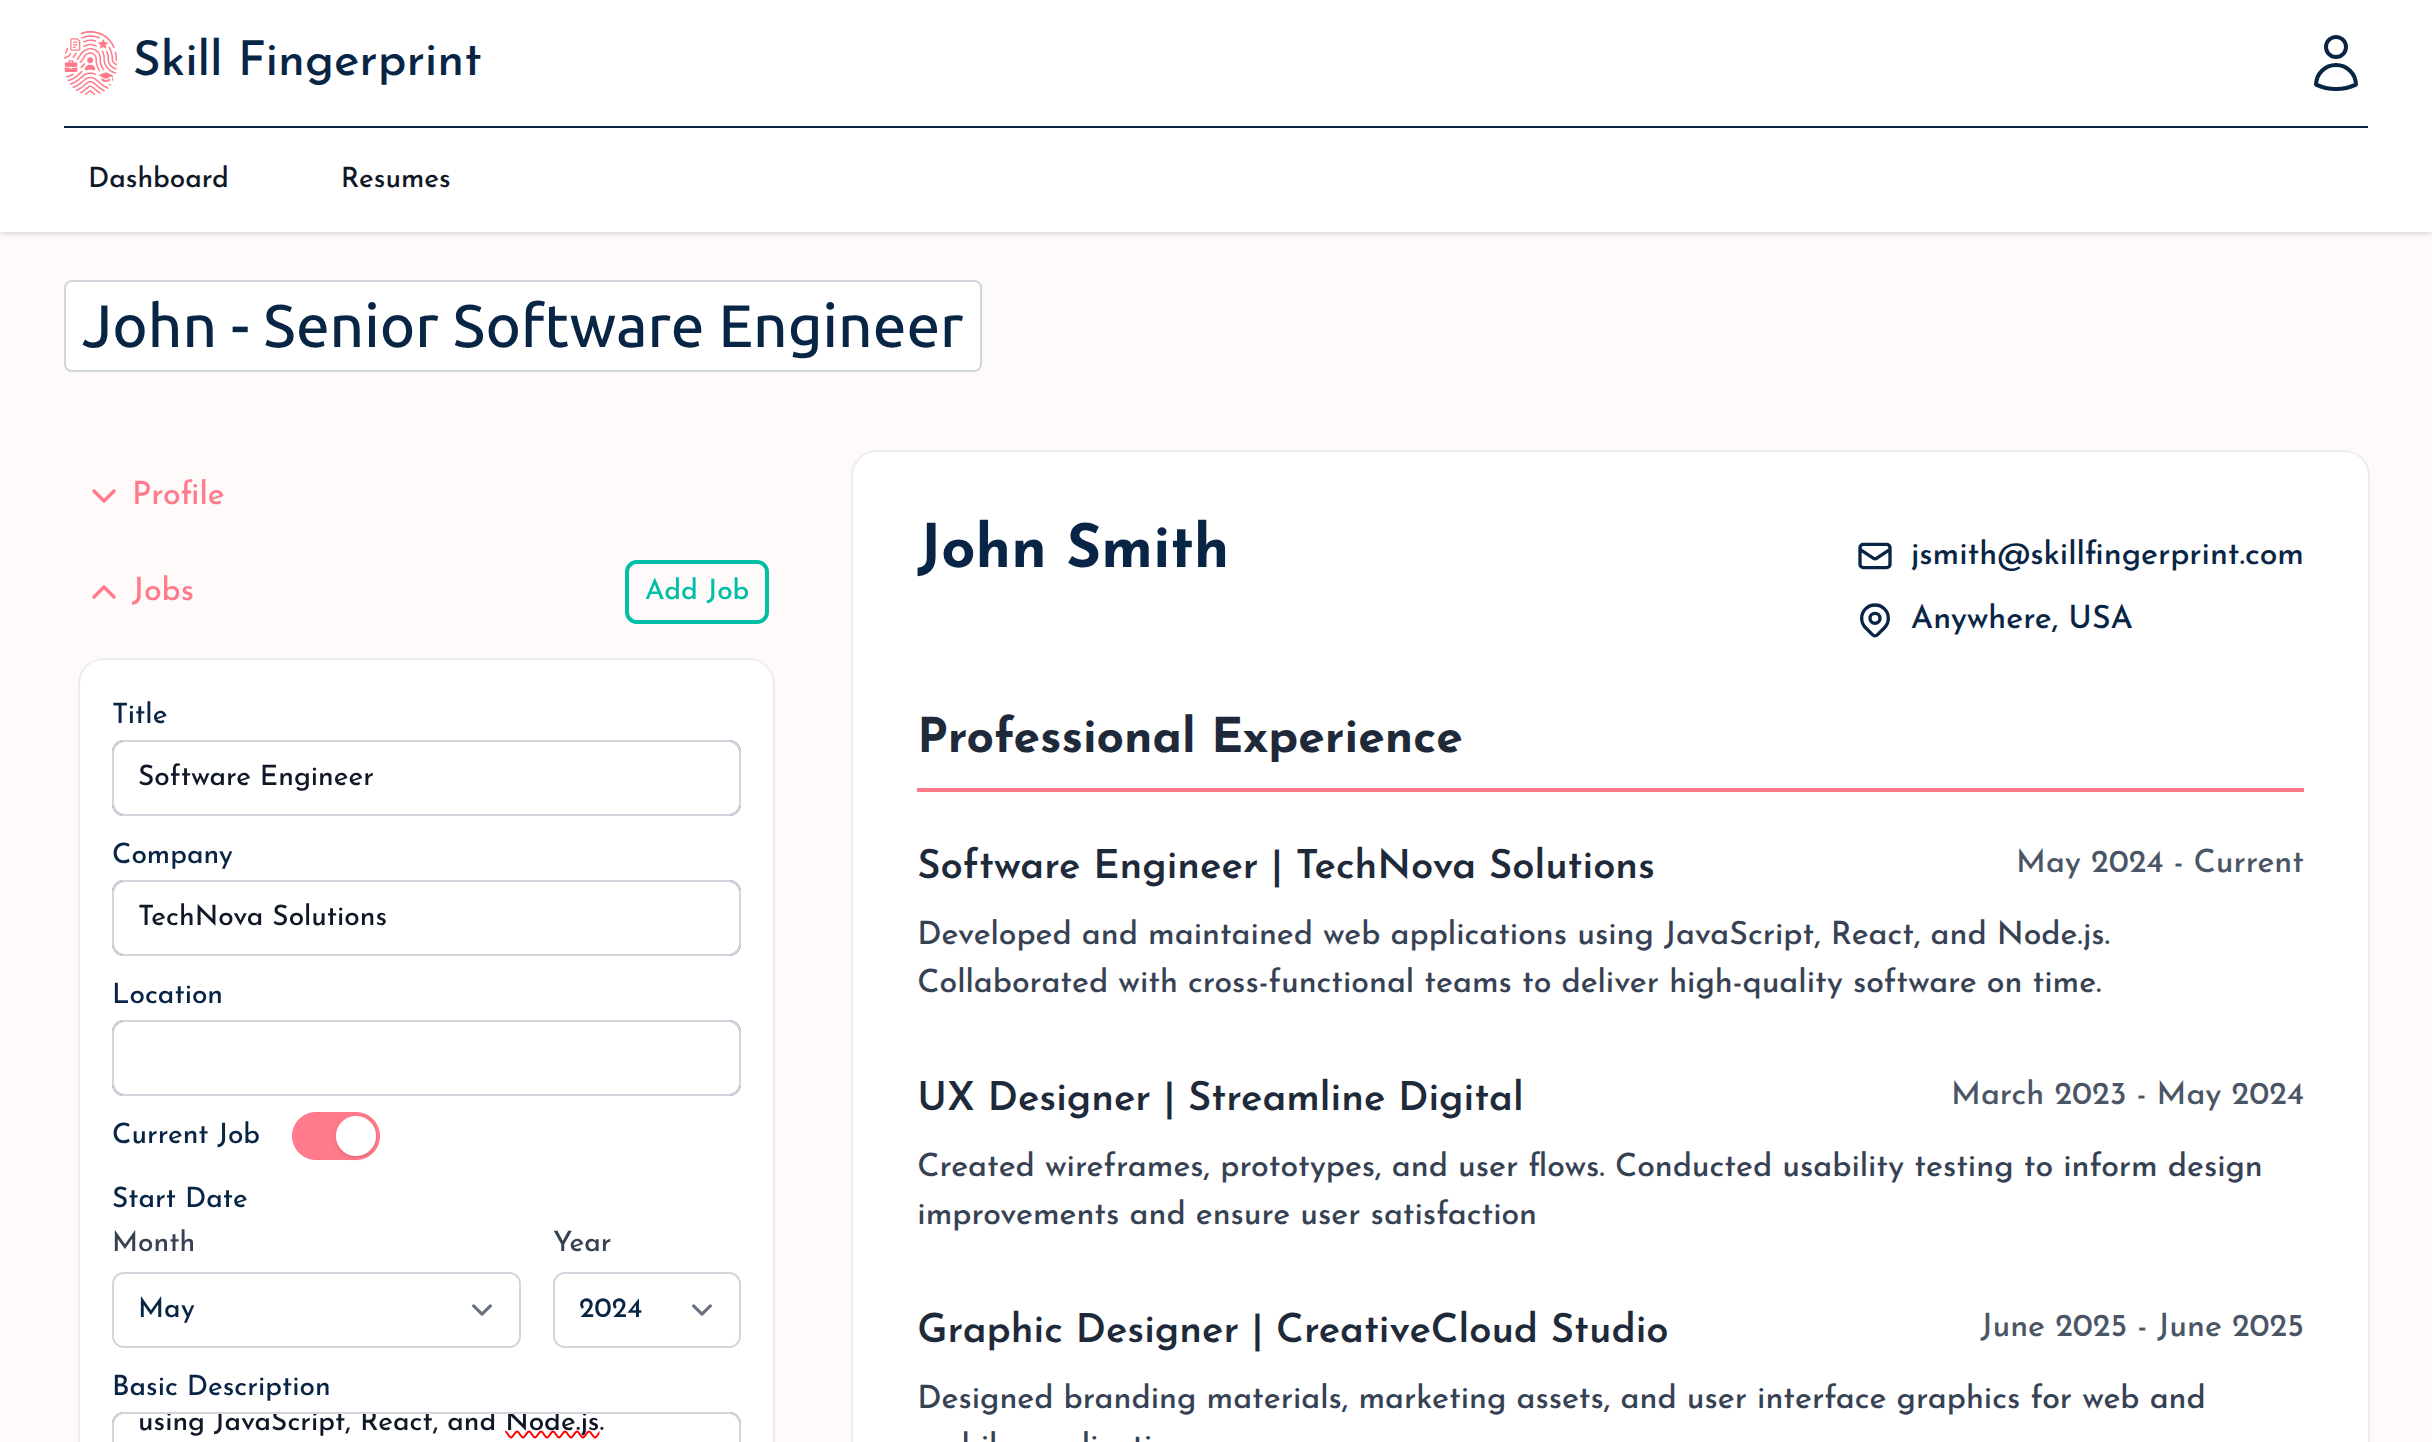 Skill Fingerprint
Dashboard
Resumes
John - Senior Software Engineer
Profile
Jobs
Add Job
Title
Software Engineer
Company
TechNova Solutions
Location
Current Job
Start Date
Month
Year
May
2024
Basic Description
using JavaScript, React, and Node.js.
John Smith
jsmith@skillfingerprint.com
Anywhere, USA
Professional Experience
Software Engineer | TechNova Solutions
May 2024 - Current
Developed and maintained web applications using JavaScript, React, and Node.js.
Collaborated with cross-functional teams to deliver high-quality software on time.
UX Designer | Streamline Digital
March 2023 - May 2024
Created wireframes, prototypes, and user flows. Conducted usability testing to inform design
improvements and ensure user satisfaction
Graphic Designer | CreativeCloud Studio
June 2025 - June 2025
Designed branding materials, marketing assets, and user interface graphics for web and